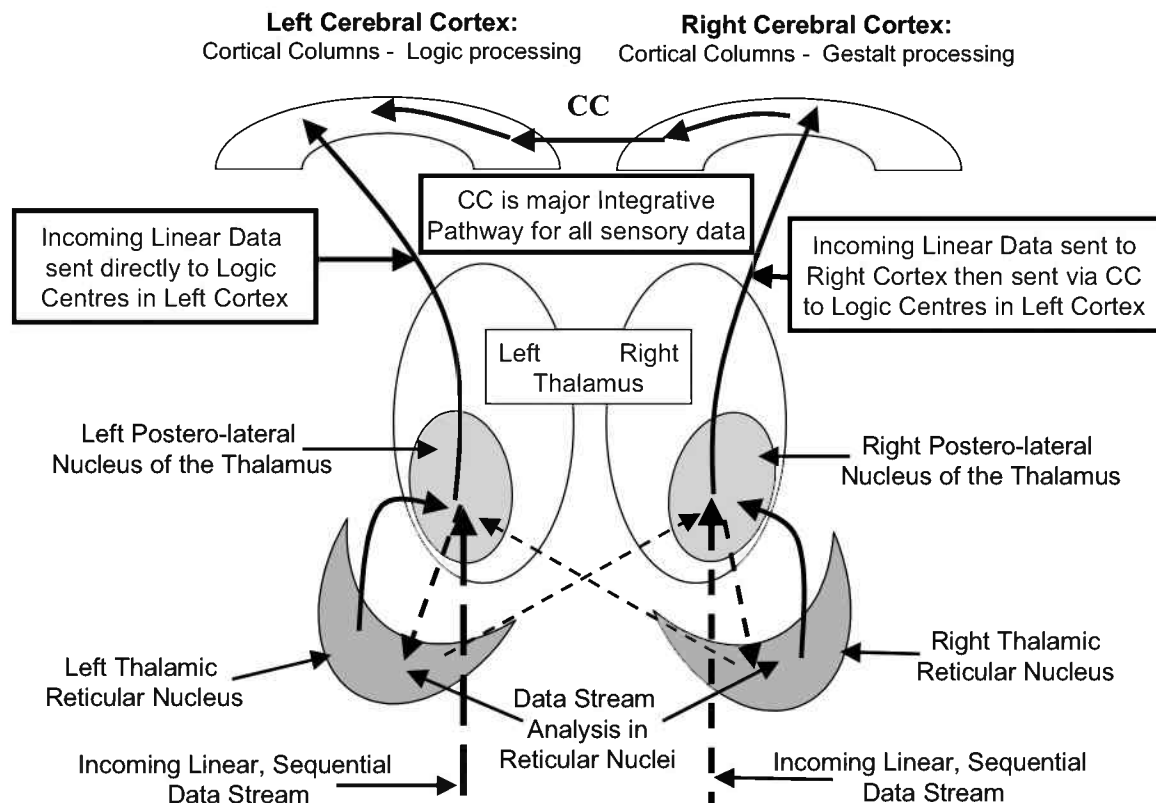 Left Cerebral Cortex:
Cortical Columns - Logic processing
Right Cerebral Cortex:
Cortical Columns - Gestalt processing
CC
CC is major Integrative
Pathway for all sensory data
Incoming Linear Data
sent directly to Logic
Centres in Left Cortex
Incoming Linear Data sent to
Right Cortex then sent via CC
to Logic Centres in Left Cortex
Left Right
Thalamus
Left Postero-lateral
Nucleus of the Thalamus
Right Postero-lateral
Nucleus of the Thalamus
Left Thalamic
Reticular Nucleus
Right Thalamic
Reticular Nucleus
Data Stream
Analysis in
Reticular Nuclei
Incoming Linear, Sequential
Data Stream
Incoming Linear, Sequential
Data Stream